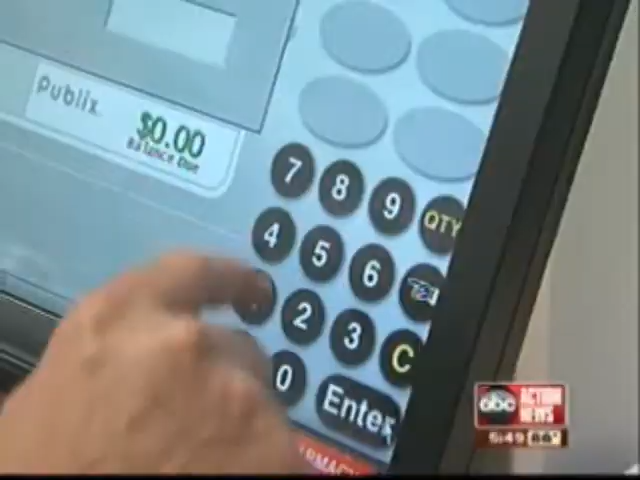 Publix
$0.00
Balance Due
7 8 9 QTY
4 5 6
2 3 C
0 Enter
PHARMACY
abc ACTION NEWS
5:49